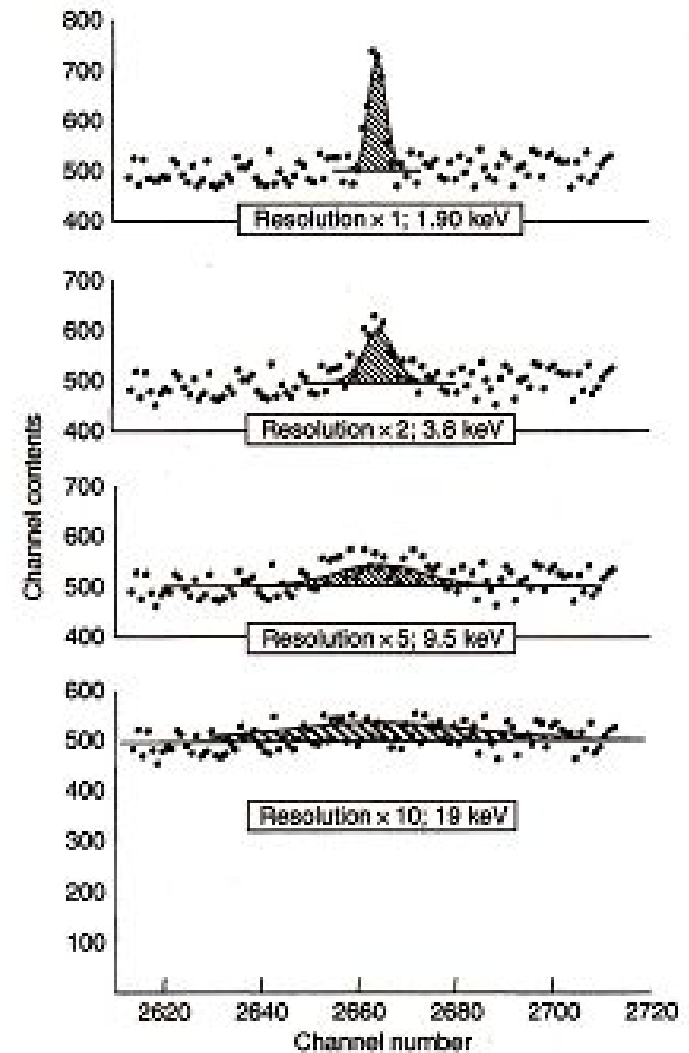 Channel contents
800
700
600
500
400
Resolution × 1; 1.90 keV
700
600
500
400
Resolution × 2; 3.8 keV
700
600
500
400
Resolution × 5; 9.5 keV
600
500
400
300
200
100
Resolution × 10; 19 keV
2620 2640 2660 2680 2700 2720
Channel number